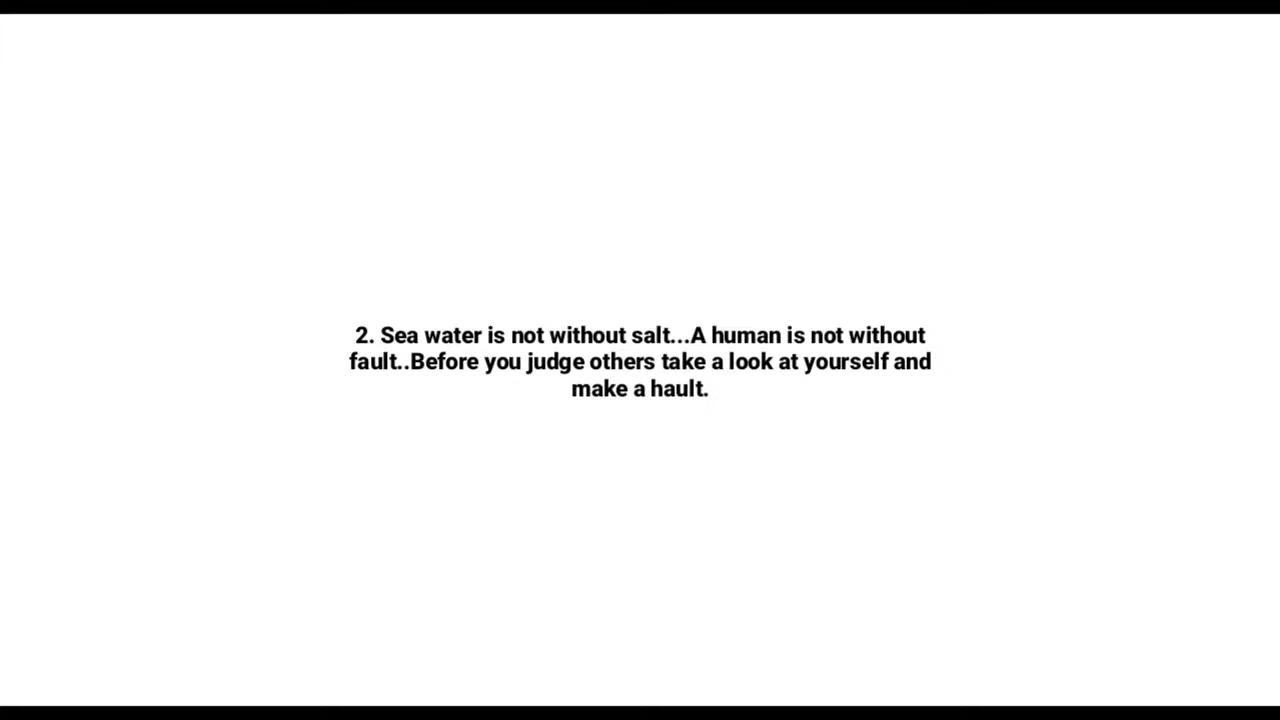 2. Sea water is not without salt...A human is not without
fault..Before you judge others take a look at yourself and
make a hault.